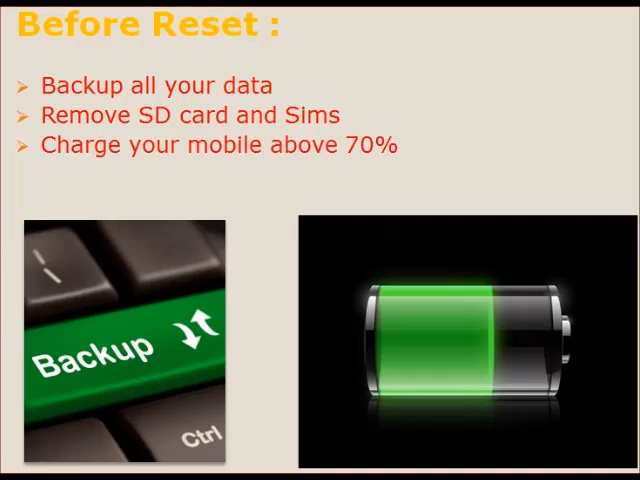 Before Reset :
Backup all your data
Remove SD card and Sims
Charge your mobile above 70%
Backup
Ctrl